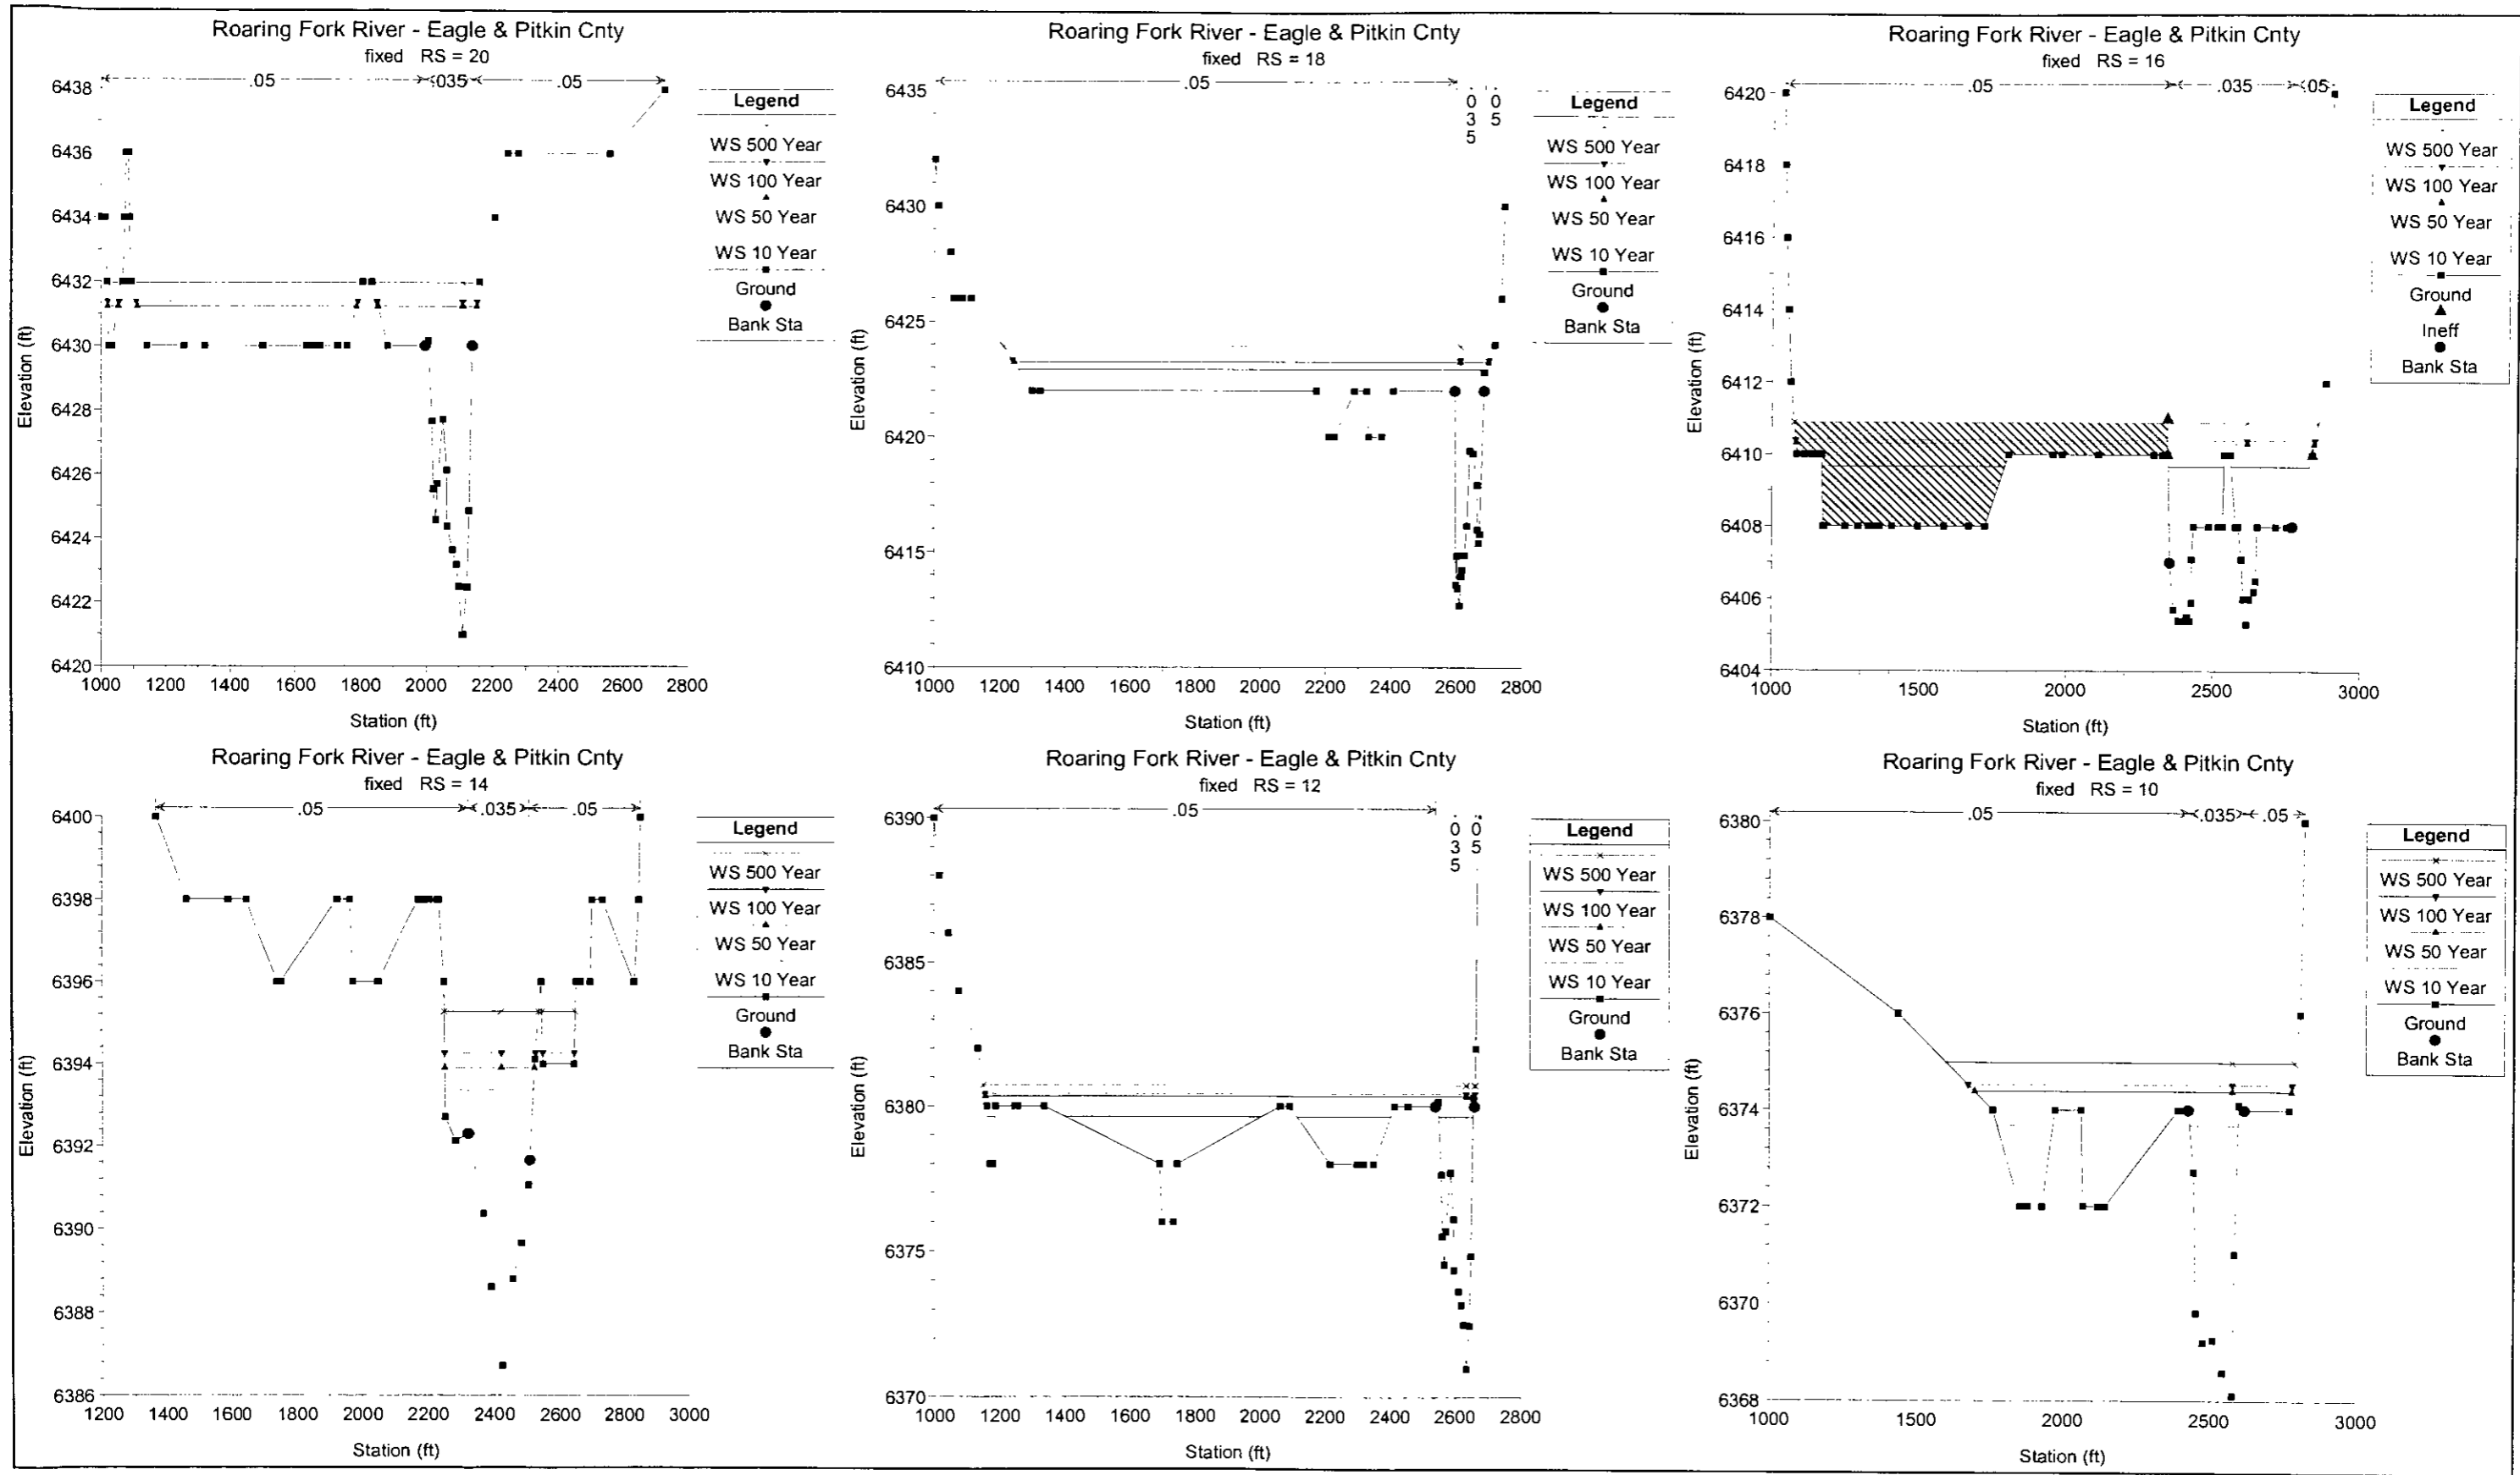 Roaring Fork River - Eagle & Pitkin Cnty
fixed RS = 20
.05 .035 .05
6438
6436
6434
6432
6430
6428
6426
6424
6422
6420
Elevation (ft)
1000 1200 1400 1600 1800 2000 2200 2400 2600 2800
Station (ft)
Legend
WS 500 Year
WS 100 Year
WS 50 Year
WS 10 Year
Ground
Bank Sta
Roaring Fork River - Eagle & Pitkin Cnty
fixed RS = 18
.05 .035 .05
6435
6430
6425
6420
6415
6410
Elevation (ft)
1000 1200 1400 1600 1800 2000 2200 2400 2600 2800
Station (ft)
Legend
WS 500 Year
WS 100 Year
WS 50 Year
WS 10 Year
Ground
Bank Sta
Roaring Fork River - Eagle & Pitkin Cnty
fixed RS = 16
.05 .035 .05
6420
6418
6416
6414
6412
6410
6408
6406
6404
Elevation (ft)
1000 1500 2000 2500 3000
Station (ft)
Legend
WS 500 Year
WS 100 Year
WS 50 Year
WS 10 Year
Ground
Ineff
Bank Sta
Roaring Fork River - Eagle & Pitkin Cnty
fixed RS = 14
.05 .035 .05
6400
6398
6396
6394
6392
6390
6388
6386
Elevation (ft)
1200 1400 1600 1800 2000 2200 2400 2600 2800 3000
Station (ft)
Legend
WS 500 Year
WS 100 Year
WS 50 Year
WS 10 Year
Ground
Bank Sta
Roaring Fork River - Eagle & Pitkin Cnty
fixed RS = 12
.05 .035 .05
6390
6385
6380
6375
6370
Elevation (ft)
1000 1200 1400 1600 1800 2000 2200 2400 2600 2800
Station (ft)
Legend
WS 500 Year
WS 100 Year
WS 50 Year
WS 10 Year
Ground
Bank Sta
Roaring Fork River - Eagle & Pitkin Cnty
fixed RS = 10
.05 .035 .05
6380
6378
6376
6374
6372
6370
6368
Elevation (ft)
1000 1500 2000 2500 3000
Station (ft)
Legend
WS 500 Year
WS 100 Year
WS 50 Year
WS 10 Year
Ground
Bank Sta